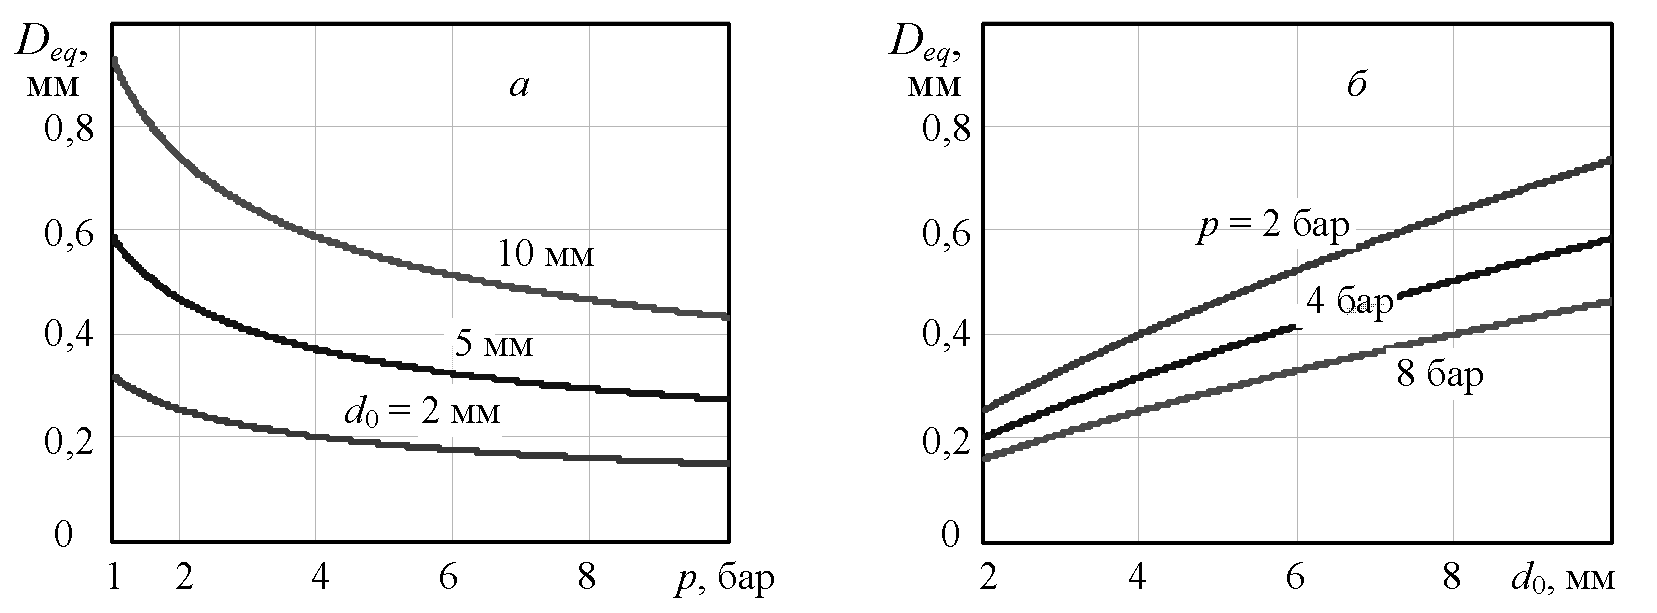 D_eq,
мм
а
0,8
0,6
10 мм
0,4
5 мм
d0 = 2 мм
0,2
0
1 2 4 6 8 p, бар
D_eq,
мм
б
0,8
p = 2 бар
0,6
4 бар
0,4
8 бар
0,2
0
2 4 6 8 d0, мм